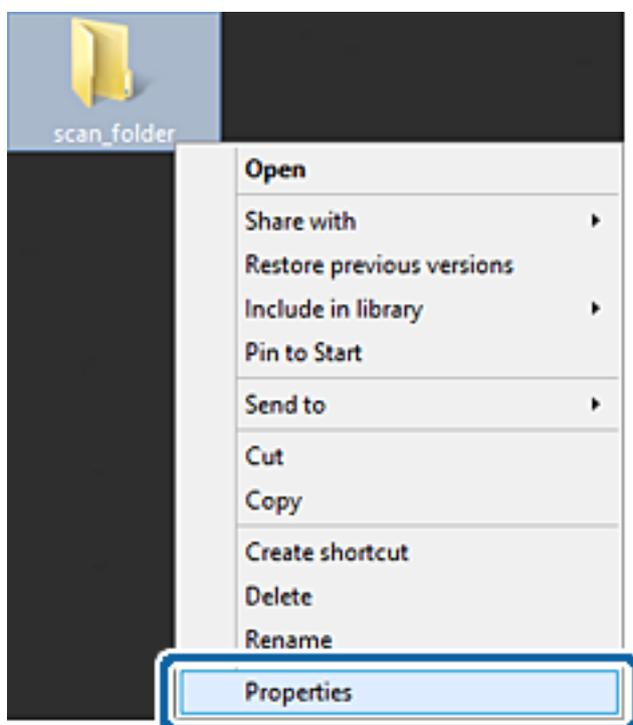 scan_folder
Open
Share with
Restore previous versions
Include in library
Pin to Start
Send to
Cut
Copy
Create shortcut
Delete
Rename
Properties